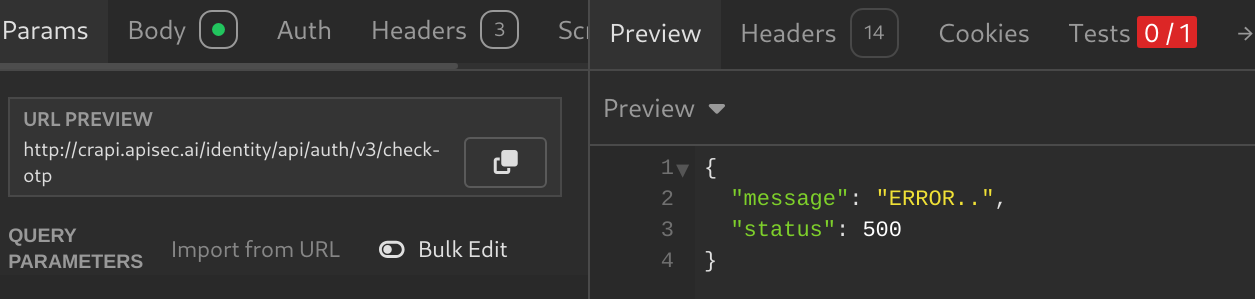 Params Body Auth Headers 3 Sc
URL PREVIEW
http://crapi.apisec.ai/identity/api/auth/v3/check-
otp
QUERY
PARAMETERS
Import from URL Bulk Edit
Preview Headers 14 Cookies Tests 0 / 1 →
Preview
1 {
2 "message": "ERROR..",
3 "status": 500
4 }